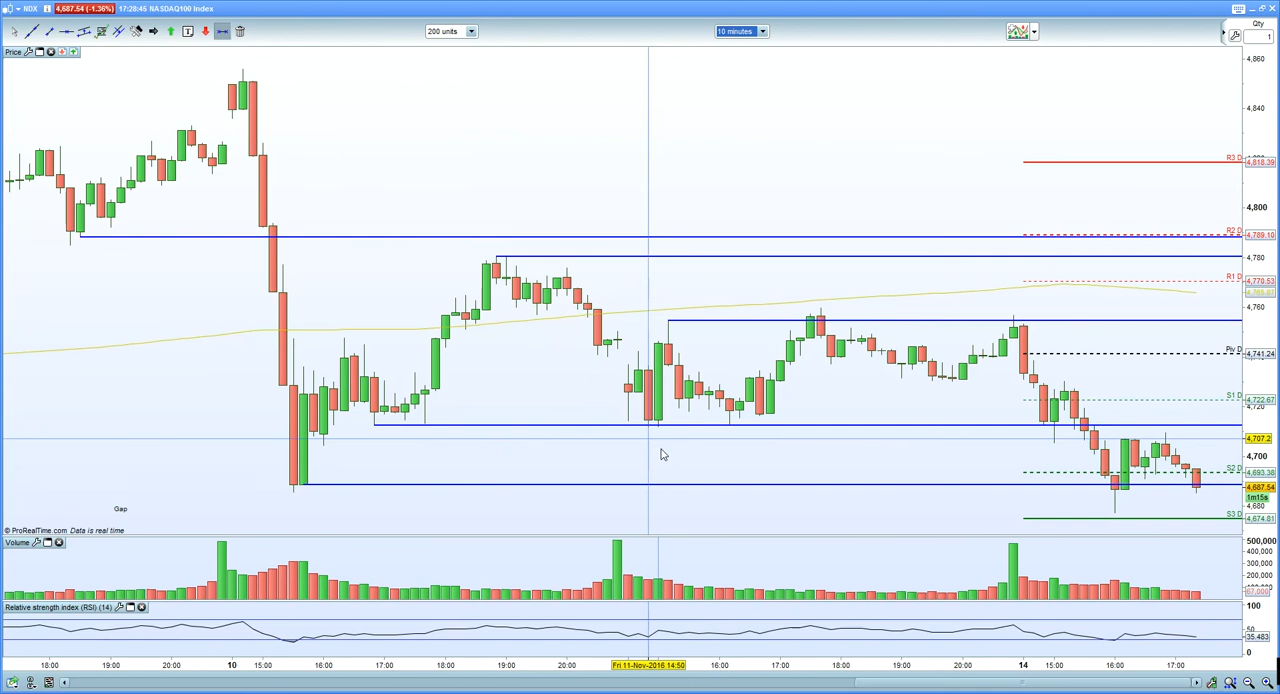 NDX 4,687.54 (-1.36%) 17:28:45 NASDAQ100 Index
200 units
10 minutes
Qty
1
Price
4,860
4,840
R3 D
4,818.39
4,800
R2 D
4,789.10
4,780
R1 D
4,770.53
4,760
Piv D
4,741.24
S1 D
4,722.67
4,720
4,707.2
4,700
S2 D
4,693.38
4,687.54
1m15s
4,680
S3 D
4,674.81
Gap
© ProRealTime.com Data is real time
Volume
500,000
400,000
300,000
200,000
67,000
Relative strength index (RSI) (14)
100
50
35.483
0
18:00 19:00 20:00 10 15:00 16:00 17:00 18:00 19:00 20:00 Fri 11-Nov-2016 14:50 16:00 17:00 18:00 19:00 20:00 14 15:00 16:00 17:00